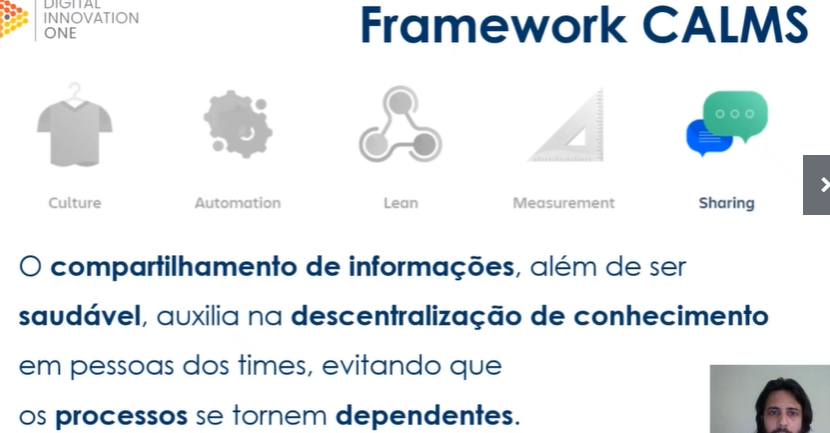 DIGITAL
INNOVATION
ONE
Framework CALMS
Culture
Automation
Lean
Measurement
Sharing
O compartilhamento de informações, além de ser
saudável, auxilia na descentralização de conhecimento
em pessoas dos times, evitando que
os processos se tornem dependentes.